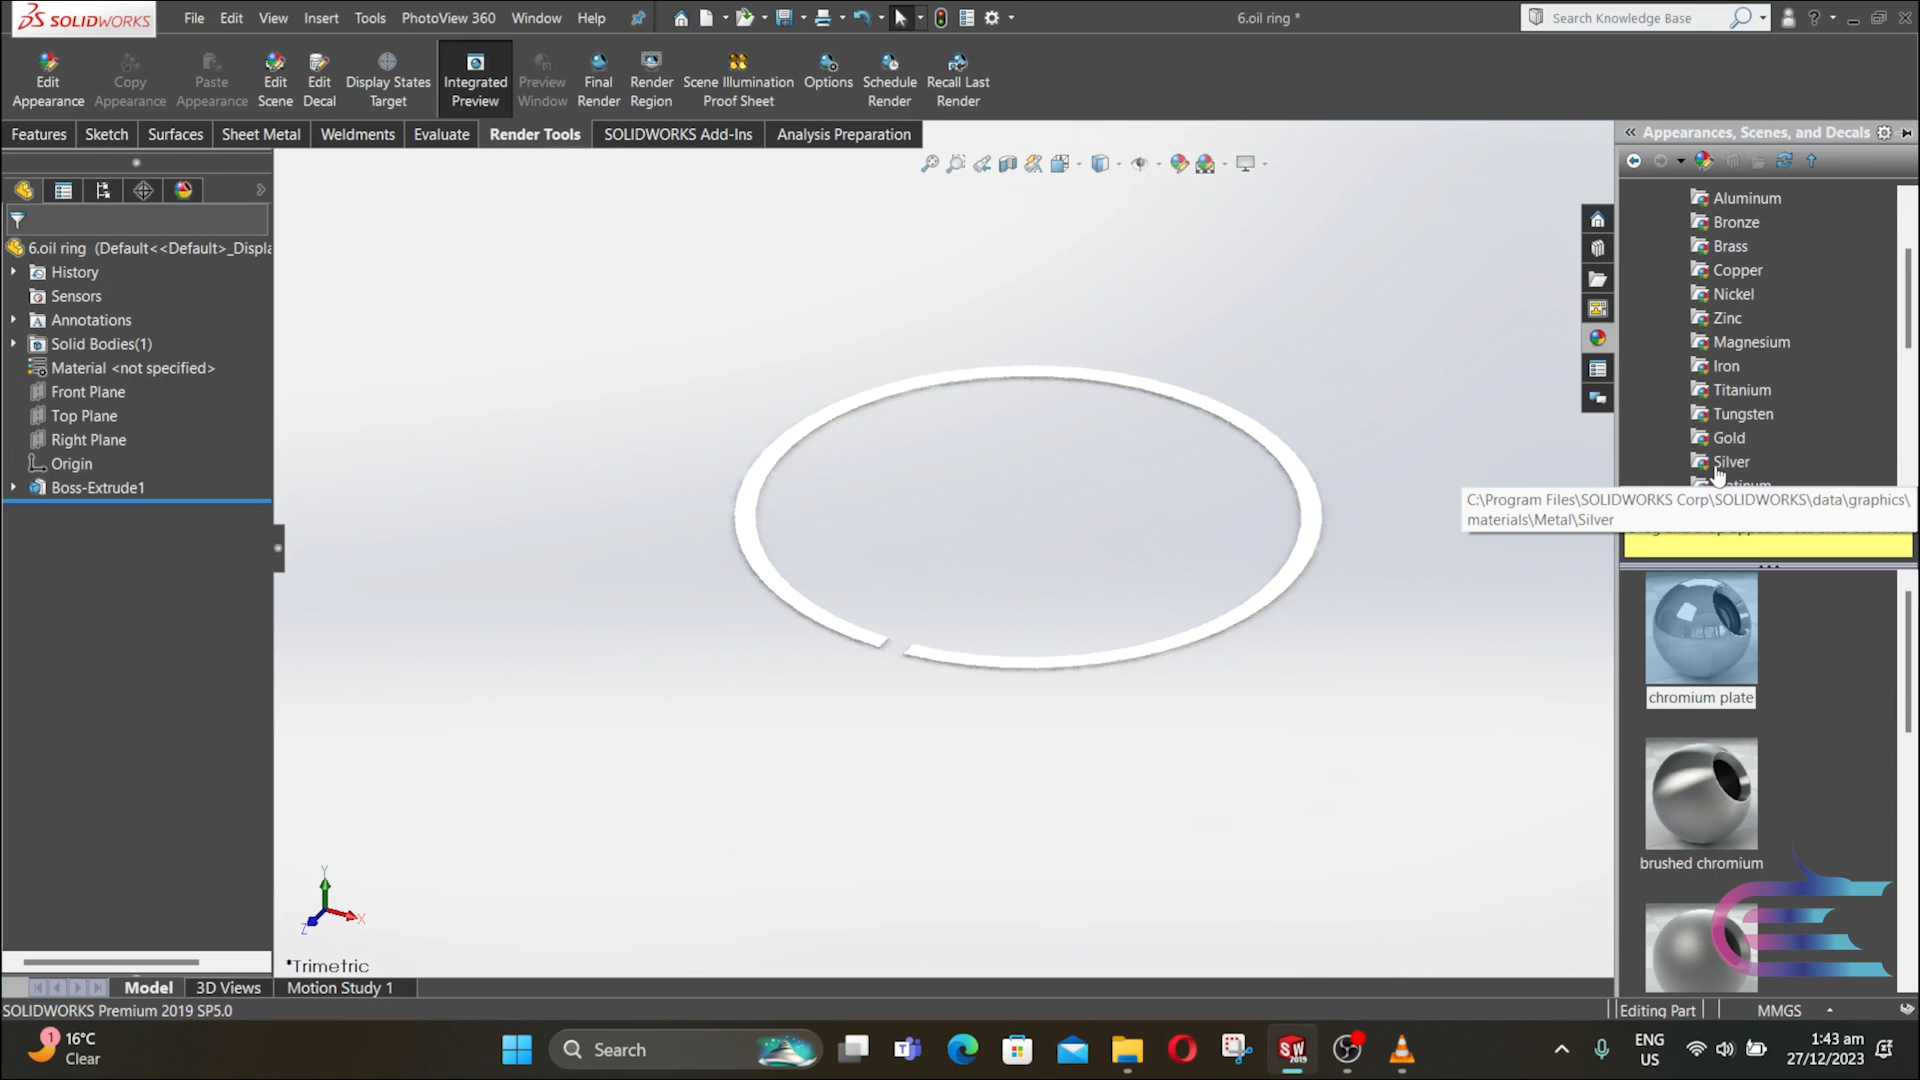 SOLIDWORKS
File Edit View Insert Tools PhotoView 360 Window Help
6.oil ring *
Search Knowledge Base
Edit Appearance
Copy Appearance
Paste Appearance
Edit Scene
Edit Decal
Display States Target
Integrated Preview
Preview Window
Final Render
Render Region
Scene Illumination Proof Sheet
Options
Schedule Render
Recall Last Render
Features Sketch Surfaces Sheet Metal Weldments Evaluate Render Tools SOLIDWORKS Add-Ins Analysis Preparation
Appearances, Scenes, and Decals
6.oil ring (Default<<Default>_Displa
History
Sensors
Annotations
Solid Bodies(1)
Material <not specified>
Front Plane
Top Plane
Right Plane
Origin
Boss-Extrude1
Aluminum
Bronze
Brass
Copper
Nickel
Zinc
Magnesium
Iron
Titanium
Tungsten
Gold
Silver
C:\Program Files\SOLIDWORKS Corp\SOLIDWORKS\data\graphics\
materials\Metal\Silver
chromium plate
brushed chromium
Y
X
Z
*Trimetric
Model 3D Views Motion Study 1
SOLIDWORKS Premium 2019 SP5.0
Editing Part
MMGS
1
16°C
Clear
Search
SW
2019
ENG
US
1:43 am
27/12/2023